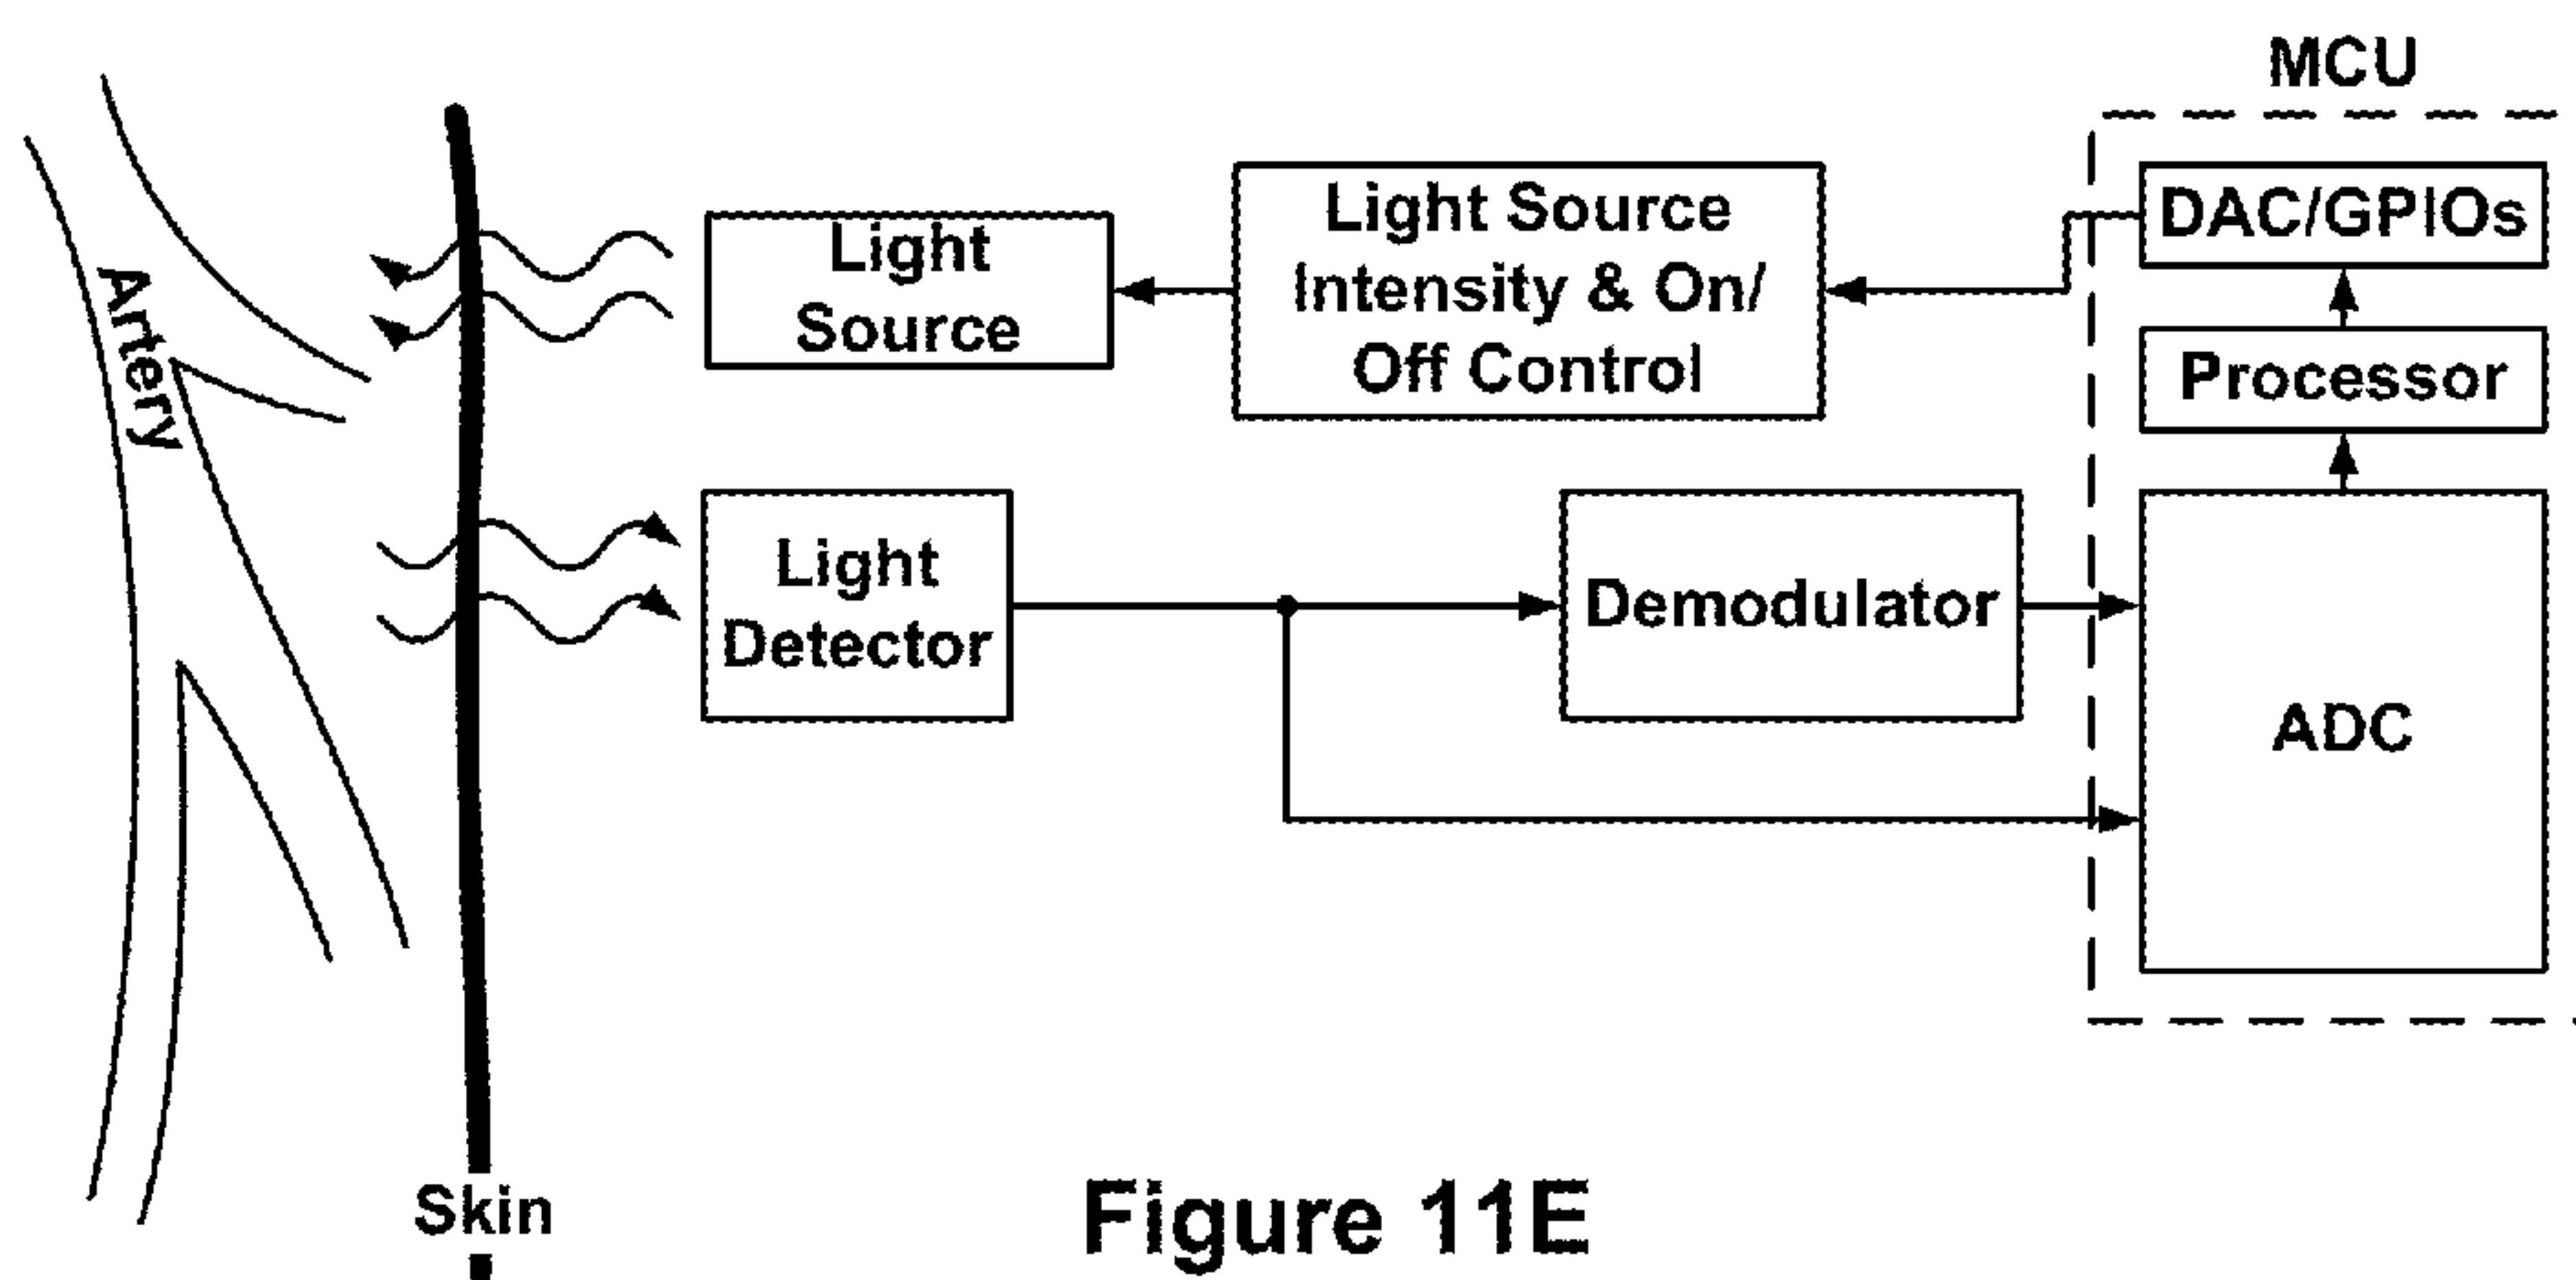 MCU
Artery
Light
Source
Light Source
Intensity & On/
Off Control
DAC/GPIOs
Processor
Light
Detector
Demodulator
ADC
Skin
Figure 11E